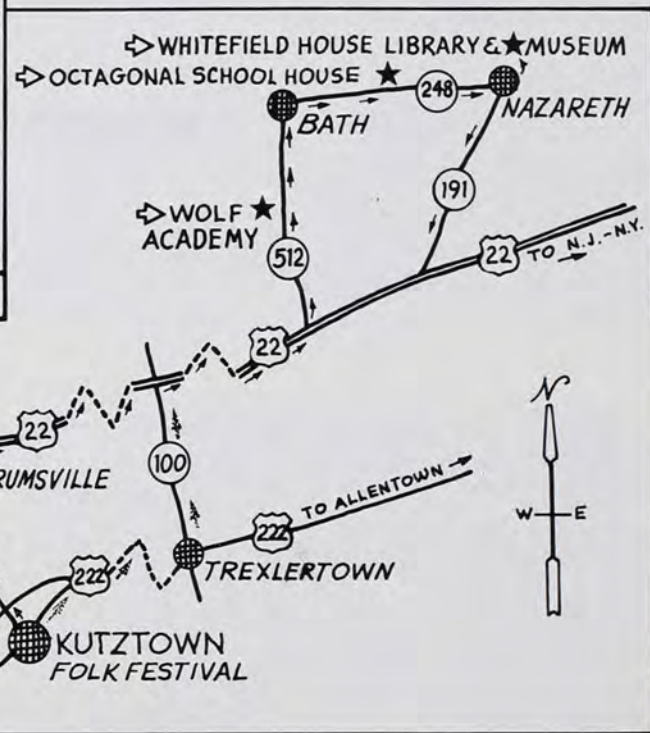 WHITEFIELD HOUSE LIBRARY & MUSEUM
OCTAGONAL SCHOOL HOUSE
248
BATH
NAZARETH
191
WOLF
ACADEMY
512
22
TO N.J.-N.Y.
22
22
RUMSVILLE
100
N
W E
TO ALLENTOWN
222
TREXLERTOWN
222
KUTZTOWN
FOLK FESTIVAL